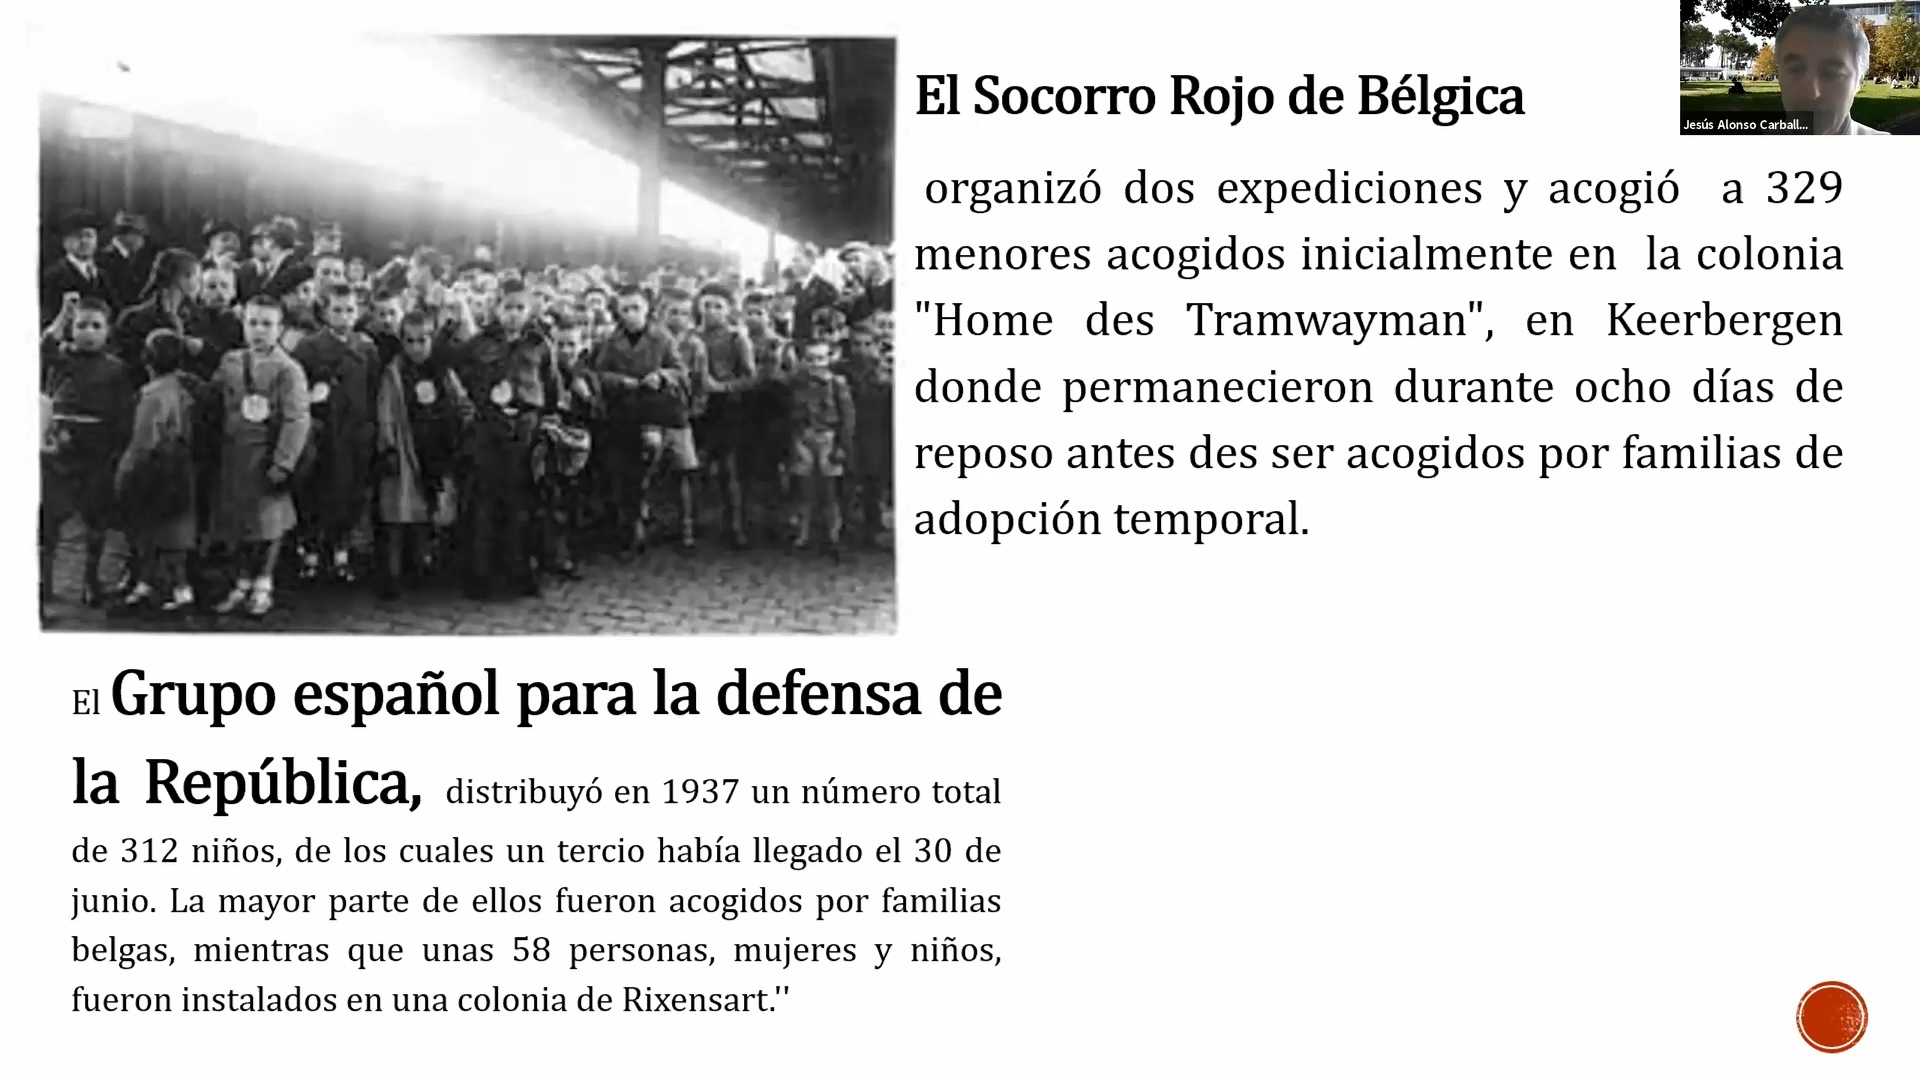 El Socorro Rojo de Bélgica
Jesús Alonso Carball...
organizó dos expediciones y acogió a 329
menores acogidos inicialmente en la colonia
"Home des Tramwayman", en Keerbergen
donde permanecieron durante ocho días de
reposo antes des ser acogidos por familias de
adopción temporal.
El Grupo español para la defensa de
la República, distribuyó en 1937 un número total
de 312 niños, de los cuales un tercio había llegado el 30 de
junio. La mayor parte de ellos fueron acogidos por familias
belgas, mientras que unas 58 personas, mujeres y niños,
fueron instalados en una colonia de Rixensart.''